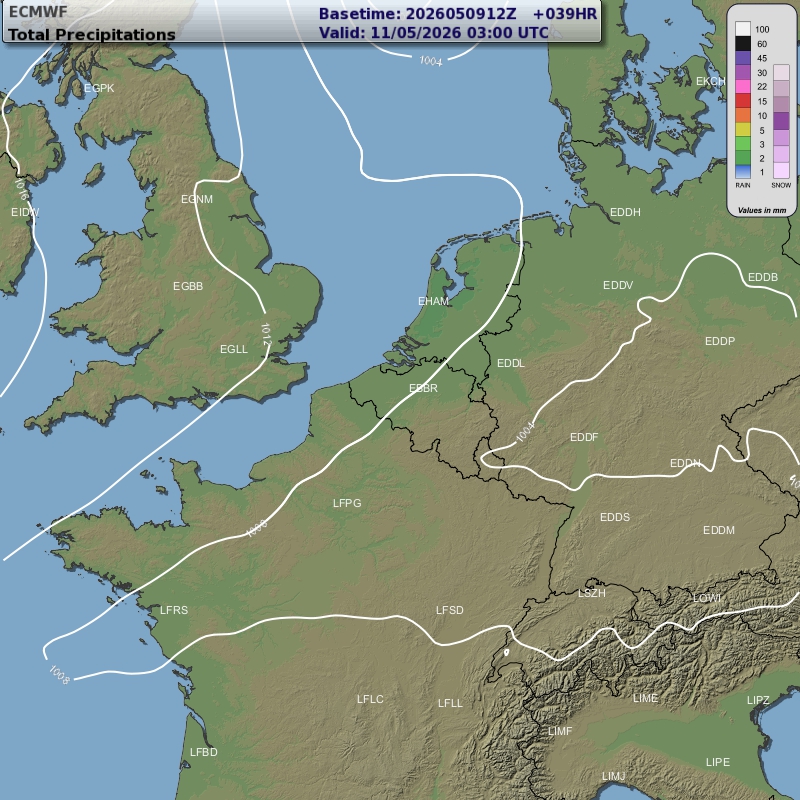 ECMWF
Basetime: 2026050912Z +039HR
Total Precipitations
Valid: 11/05/2026 03:00 UTC
1004
100
60
45
30
22
15
10
5
3
2
1
RAIN SNOW
Values in mm
EGPK
EKCH
1016
EIDW
EGNM
EDDH
EGBB
EHAM
EDDV
EDDB
1012
EGLL
EDDP
EDDL
EBBR
1004
EDDF
EDDN
LFPG
1008
EDDS
EDDM
LSZH
LOWI
LFRS
LFSD
1008
LFLC
LFLL
LIME
LIPZ
LIMF
LFBD
LIPE
LIMJ